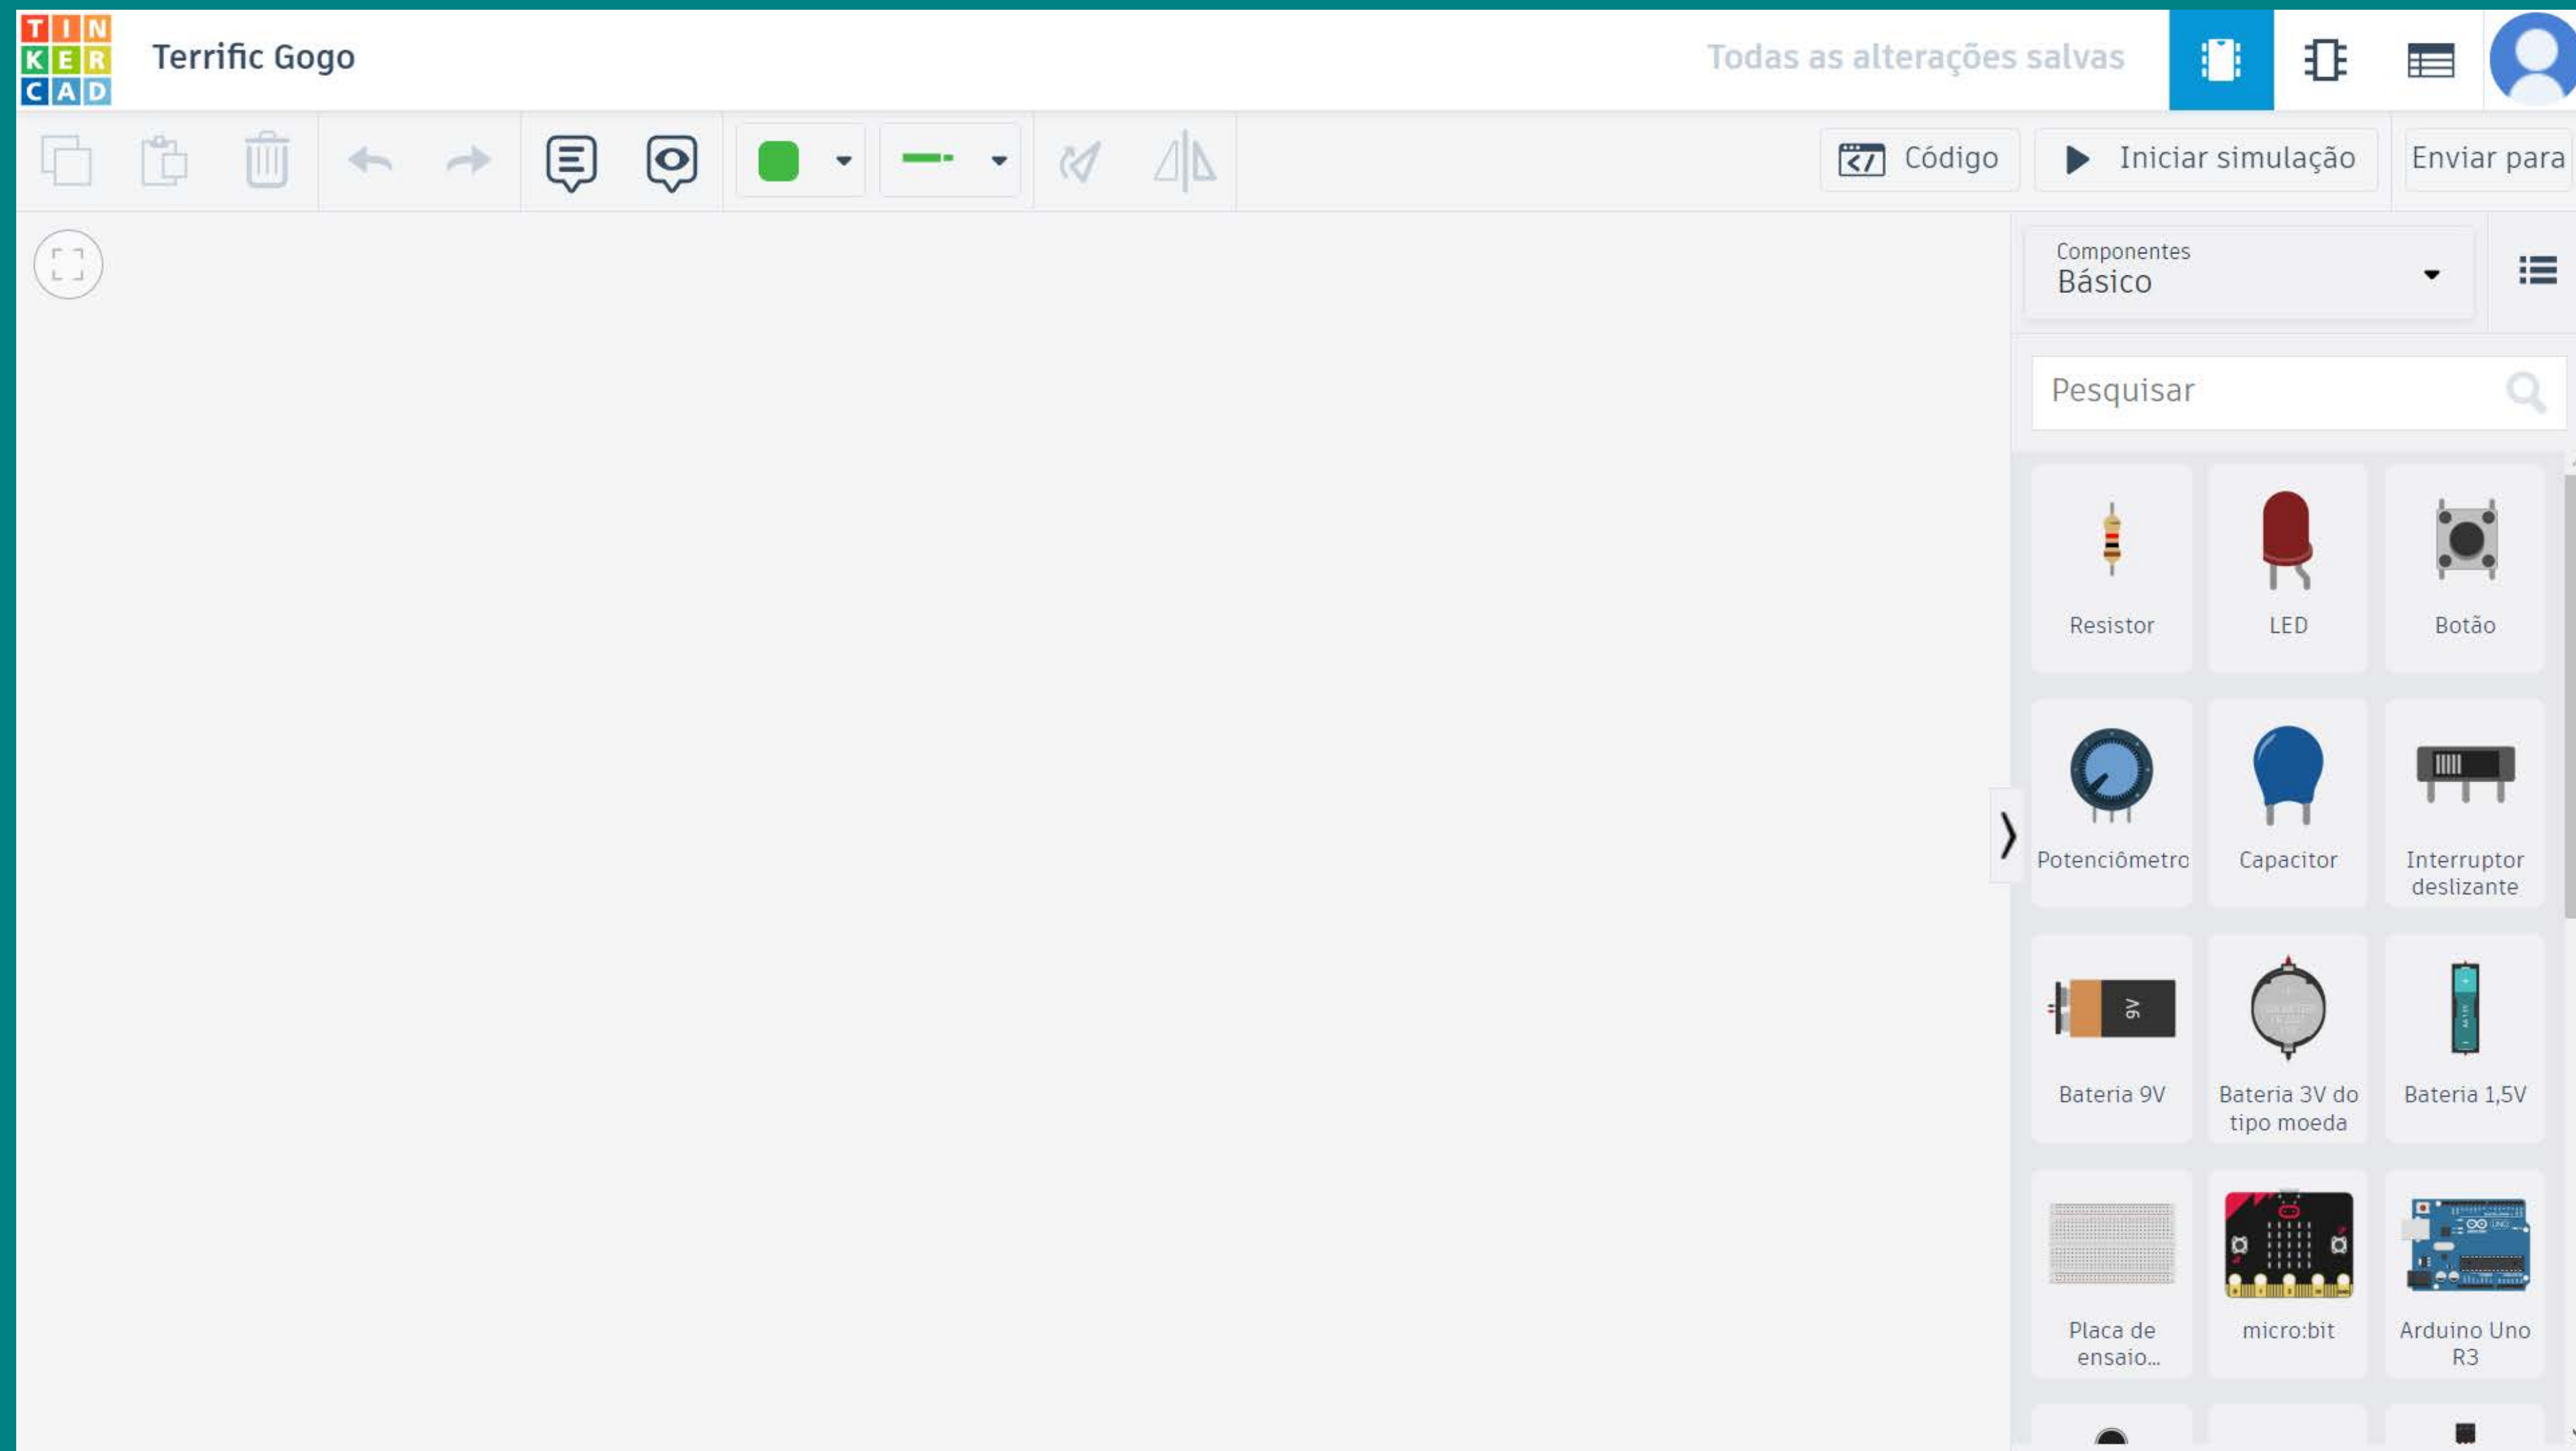 TIN
KER
CAD
Terrific Gogo
Todas as alterações salvas
Código
Iniciar simulação
Enviar para
Componentes
Básico
Pesquisar
Resistor
LED
Botão
Potenciômetro
Capacitor
Interruptor
deslizante
9V
Bateria 9V
Bateria 3V do
tipo moeda
Bateria 1,5V
Placa de
ensaio...
micro:bit
UNO
Arduino Uno
R3